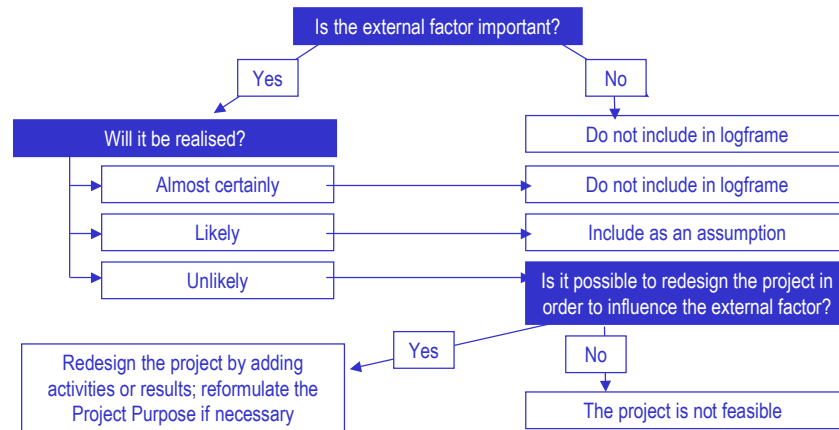 Is the external factor important?
Yes
No
Will it be realised?
Do not include in logframe
Almost certainly
Do not include in logframe
Likely
Include as an assumption
Unlikely
Is it possible to redesign the project in
order to influence the external factor?
Yes
No
Redesign the project by adding
activities or results; reformulate the
Project Purpose if necessary
The project is not feasible